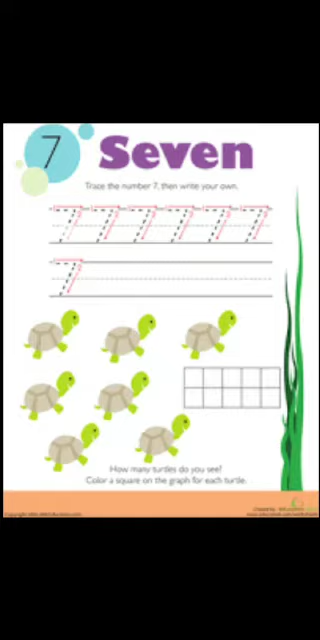 7
Seven
Trace the number 7, then write your own.
7 7 7 7 7 7
7
How many turtles do you see?
Color a square on the graph for each turtle.